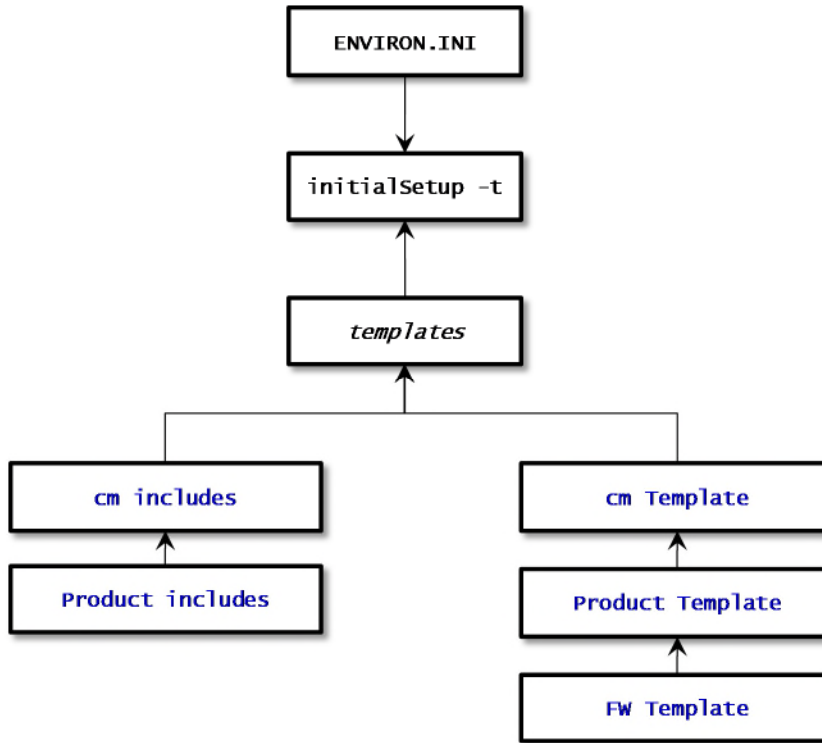 ENVIRON.INI
initialSetup -t
templates
cm includes
cm Template
Product includes
Product Template
FW Template